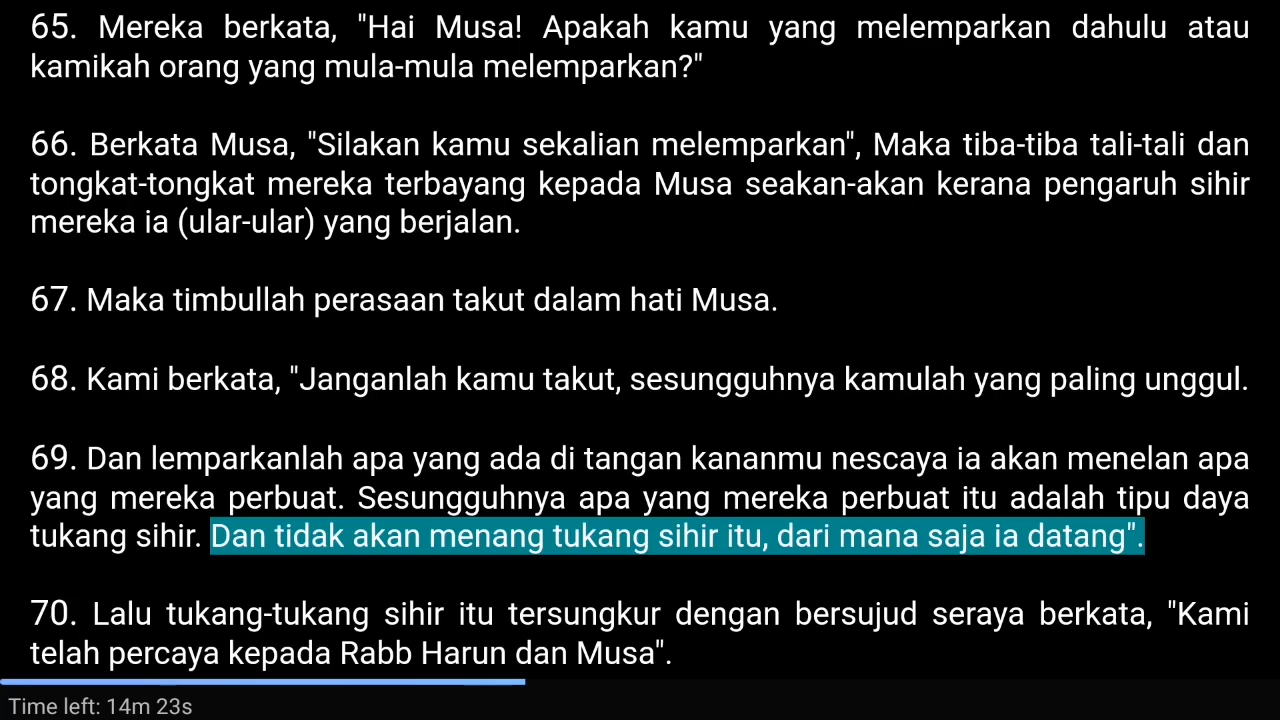 65. Mereka berkata, "Hai Musa! Apakah kamu yang melemparkan dahulu atau
kamikah orang yang mula-mula melemparkan?"
66. Berkata Musa, "Silakan kamu sekalian melemparkan", Maka tiba-tiba tali-tali dan
tongkat-tongkat mereka terbayang kepada Musa seakan-akan kerana pengaruh sihir
mereka ia (ular-ular) yang berjalan.
67. Maka timbullah perasaan takut dalam hati Musa.
68. Kami berkata, "Janganlah kamu takut, sesungguhnya kamulah yang paling unggul.
69. Dan lemparkanlah apa yang ada di tangan kananmu nescaya ia akan menelan apa
yang mereka perbuat. Sesungguhnya apa yang mereka perbuat itu adalah tipu daya
tukang sihir. Dan tidak akan menang tukang sihir itu, dari mana saja ia datang".
70. Lalu tukang-tukang sihir itu tersungkur dengan bersujud seraya berkata, "Kami
telah percaya kepada Rabb Harun dan Musa".
Time left: 14m 23s